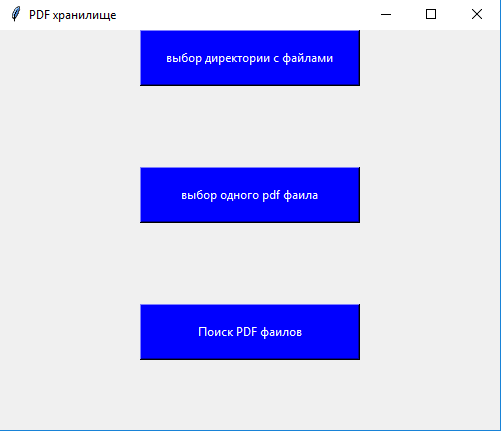 PDF хранилище
выбор директории с файлами
выбор одного pdf фаила
Поиск PDF фаилов